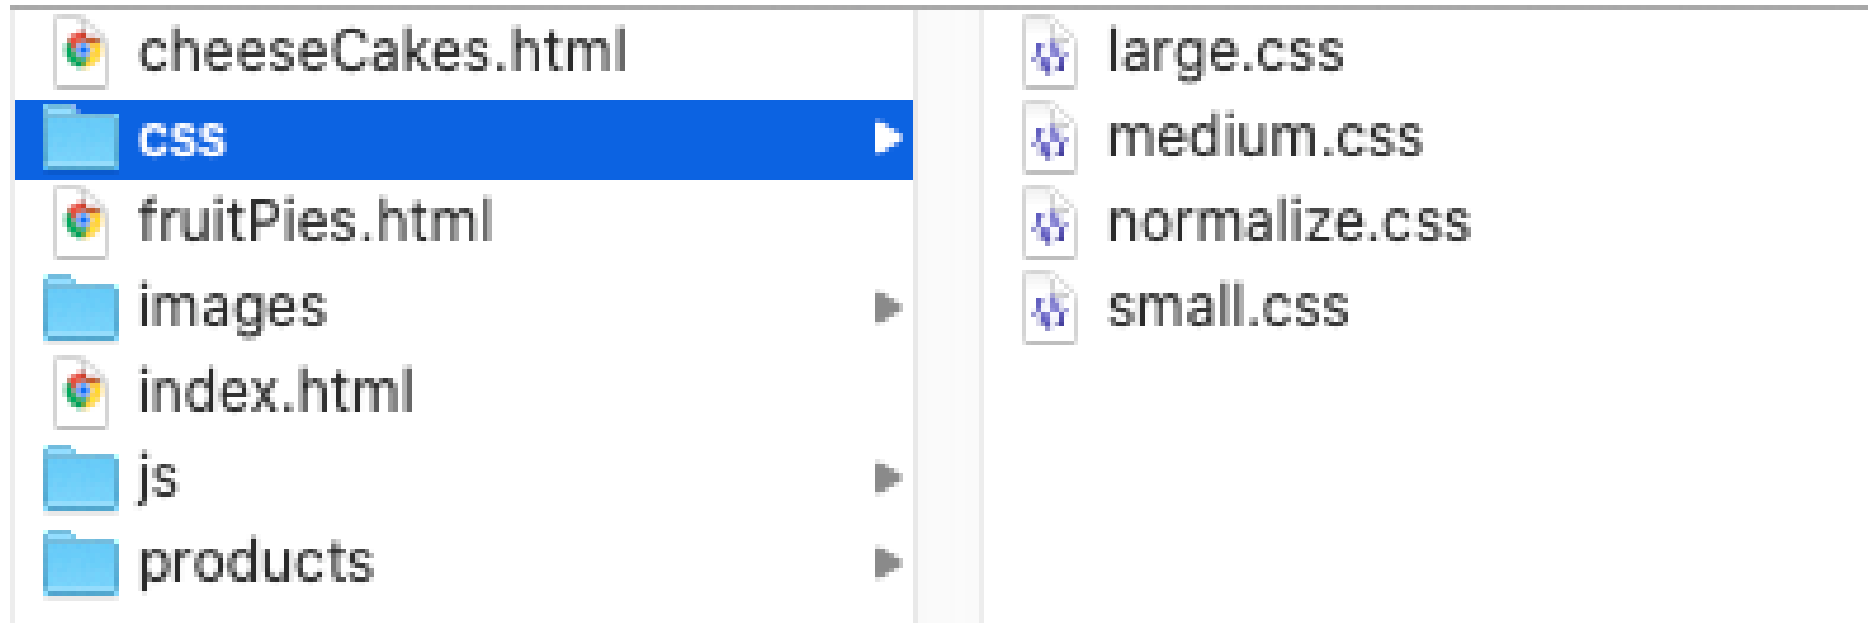 cheeseCakes.html
css
fruitPies.html
images
index.html
js
products
large.css
medium.css
normalize.css
small.css